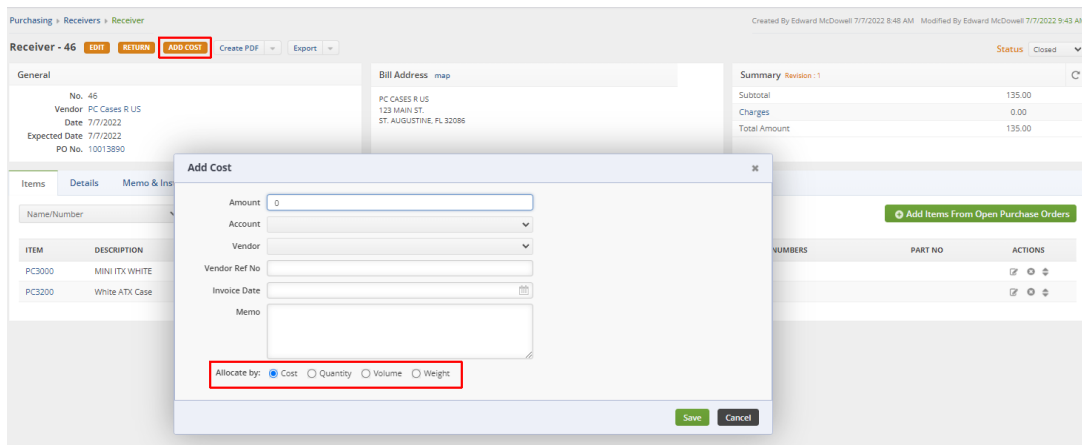 Purchasing › Receivers › Receiver
Created By Edward McDowell 7/7/2022 8:48 AM Modified By Edward McDowell 7/7/2022 9:43 AM
Receiver - 46 EDIT RETURN ADD COST Create PDF Export
Status Closed
General
No. 46
Vendor PC Cases R US
Date 7/7/2022
Expected Date 7/7/2022
PO No. 10013890
Bill Address map
PC CASES R US
123 MAIN ST.
ST. AUGUSTINE, FL 32086
Summary Revision : 1
Subtotal 135.00
Charges 0.00
Total Amount 135.00
Items Details Memo & Ins
Name/Number
Add Items From Open Purchase Orders
ITEM DESCRIPTION NUMBERS PART NO ACTIONS
PC3000 MINI ITX WHITE
PC3200 White ATX Case
Add Cost
Amount 0
Account
Vendor
Vendor Ref No
Invoice Date
Memo
Allocate by: Cost Quantity Volume Weight
Save Cancel